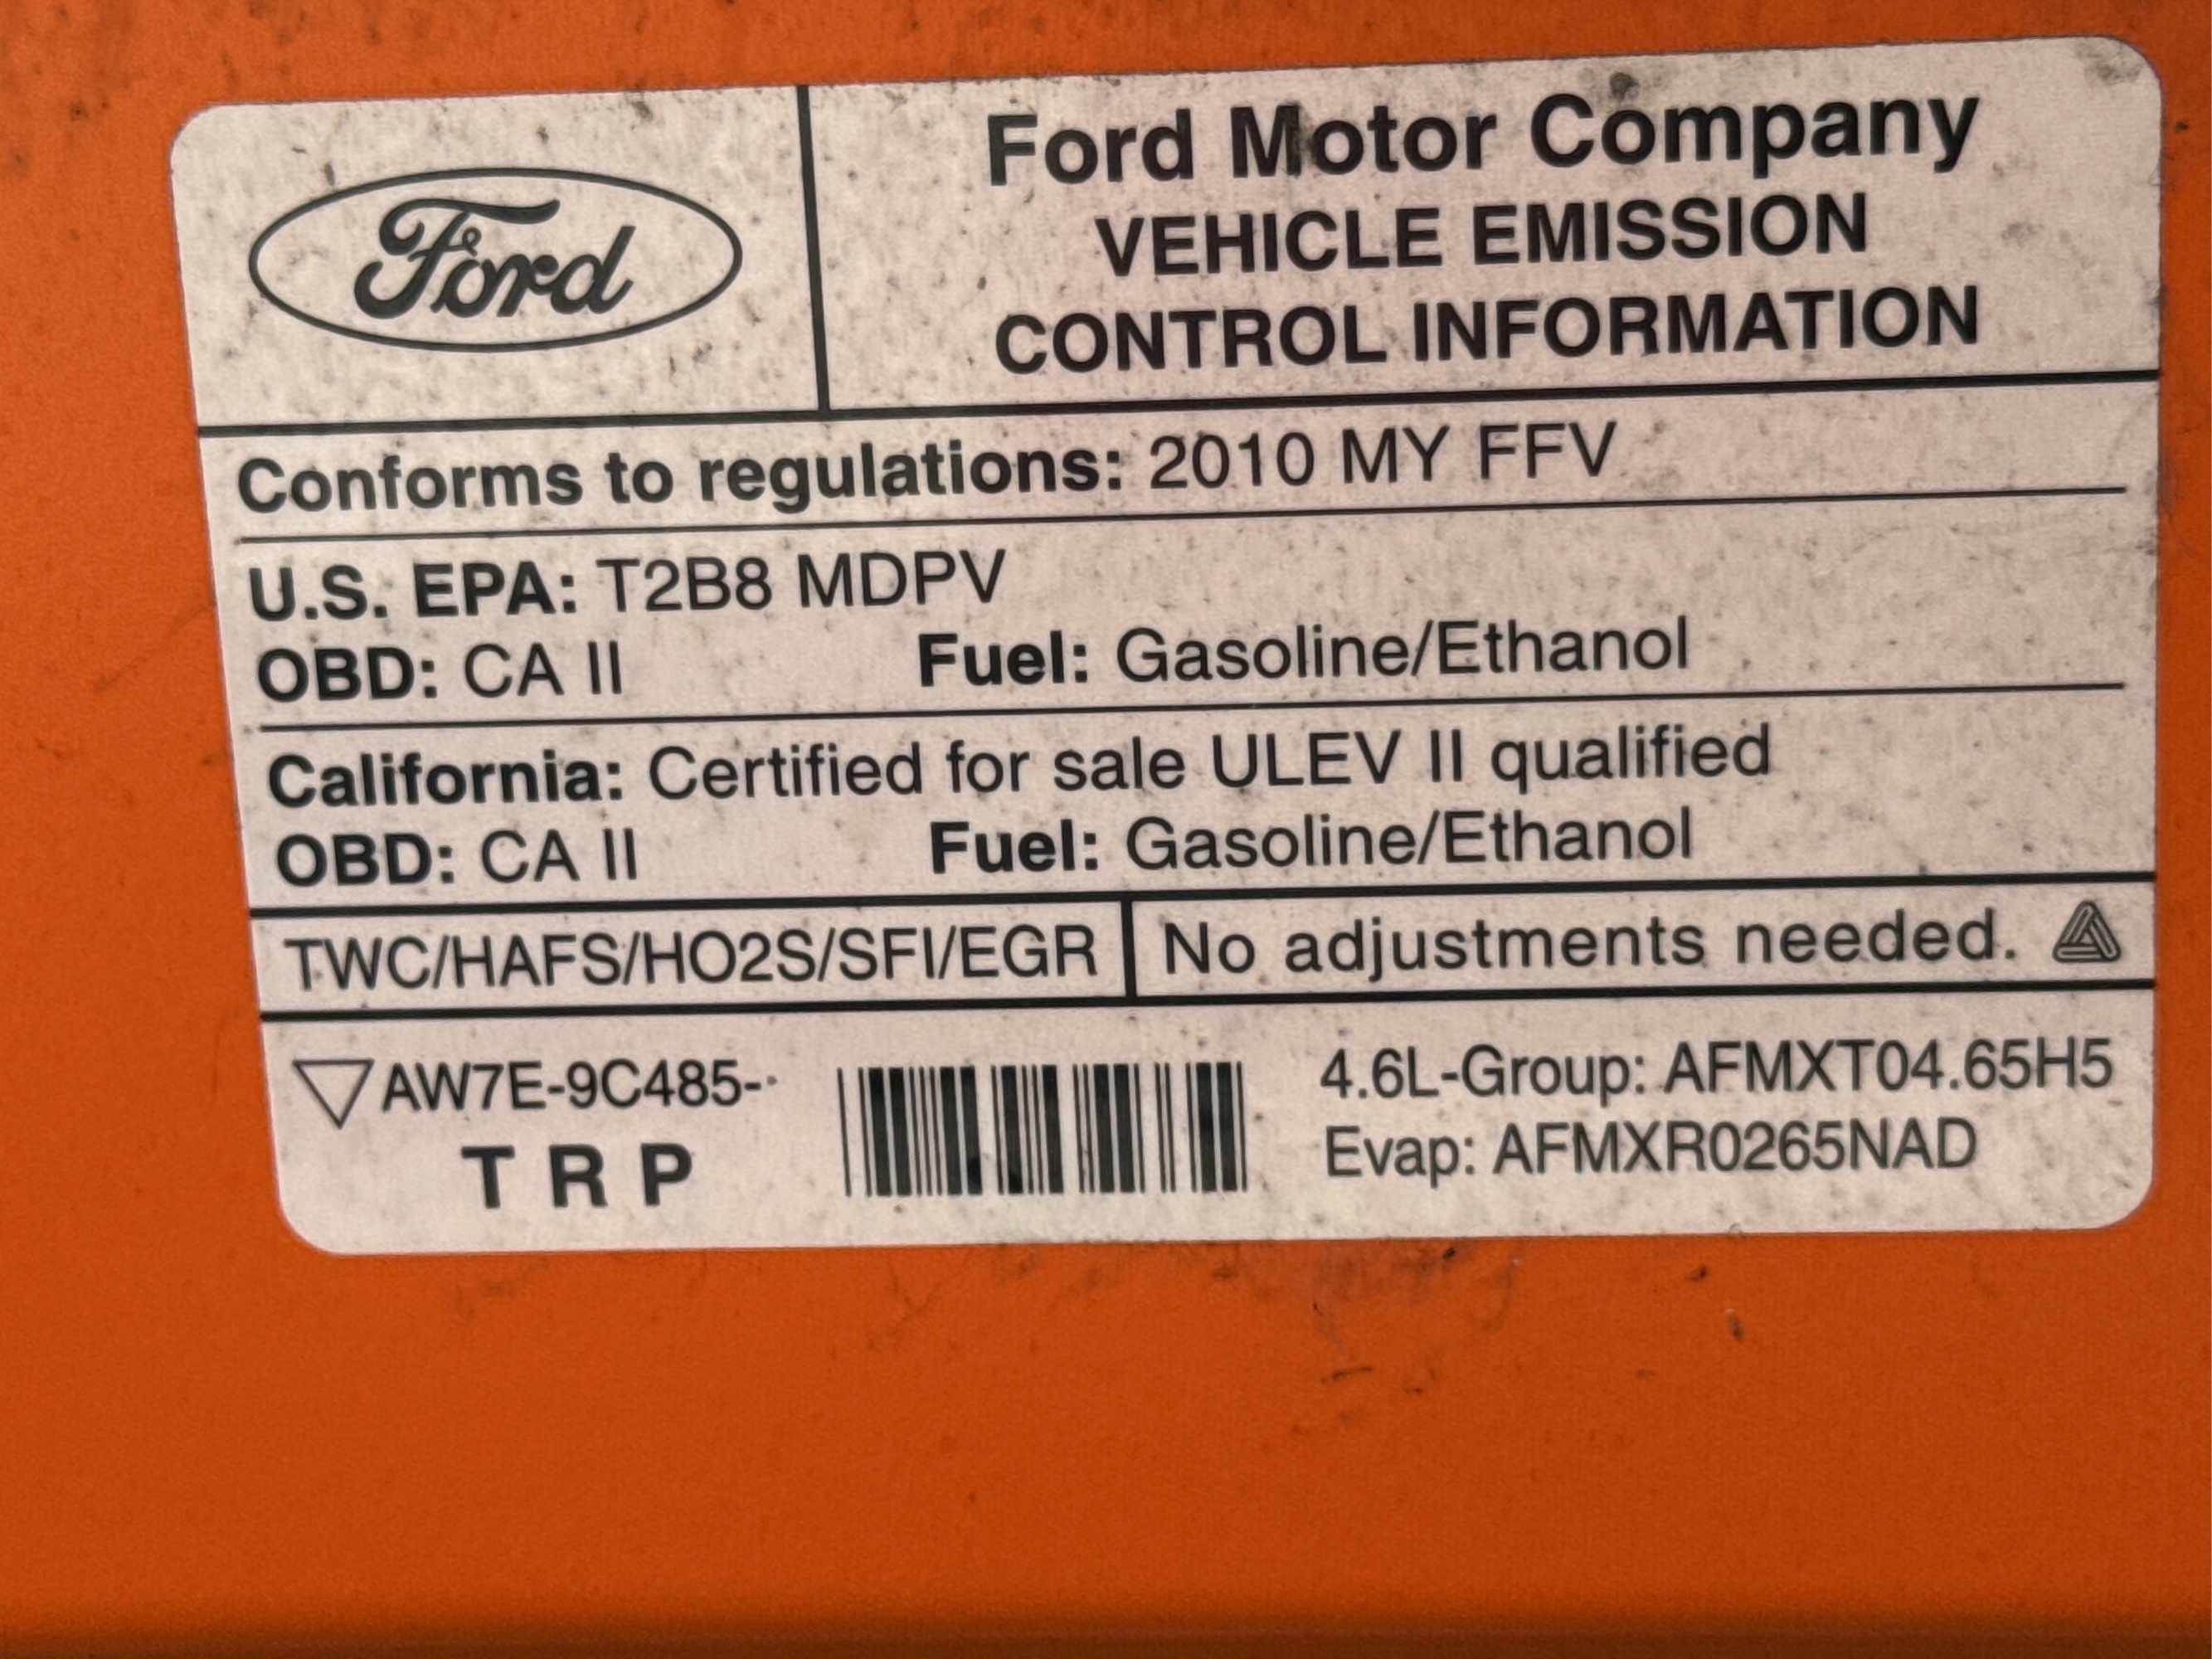 Ford
Ford Motor Company
VEHICLE EMISSION
CONTROL INFORMATION
Conforms to regulations: 2010 MY FFV
U.S. EPA: T2B8 MDPV
OBD: CA II Fuel: Gasoline/Ethanol
California: Certified for sale ULEV II qualified
OBD: CA II Fuel: Gasoline/Ethanol
TWC/HAFS/HO2S/SFI/EGR
No adjustments needed.
AW7E-9C485-
T R P
4.6L-Group: AFMXT04.65H5
Evap: AFMXR0265NAD